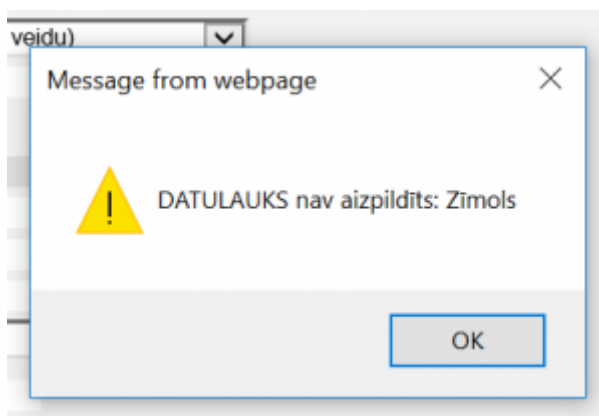 veidu)
Message from webpage
DATULAUKS nav aizpildīts: Zīmols
OK